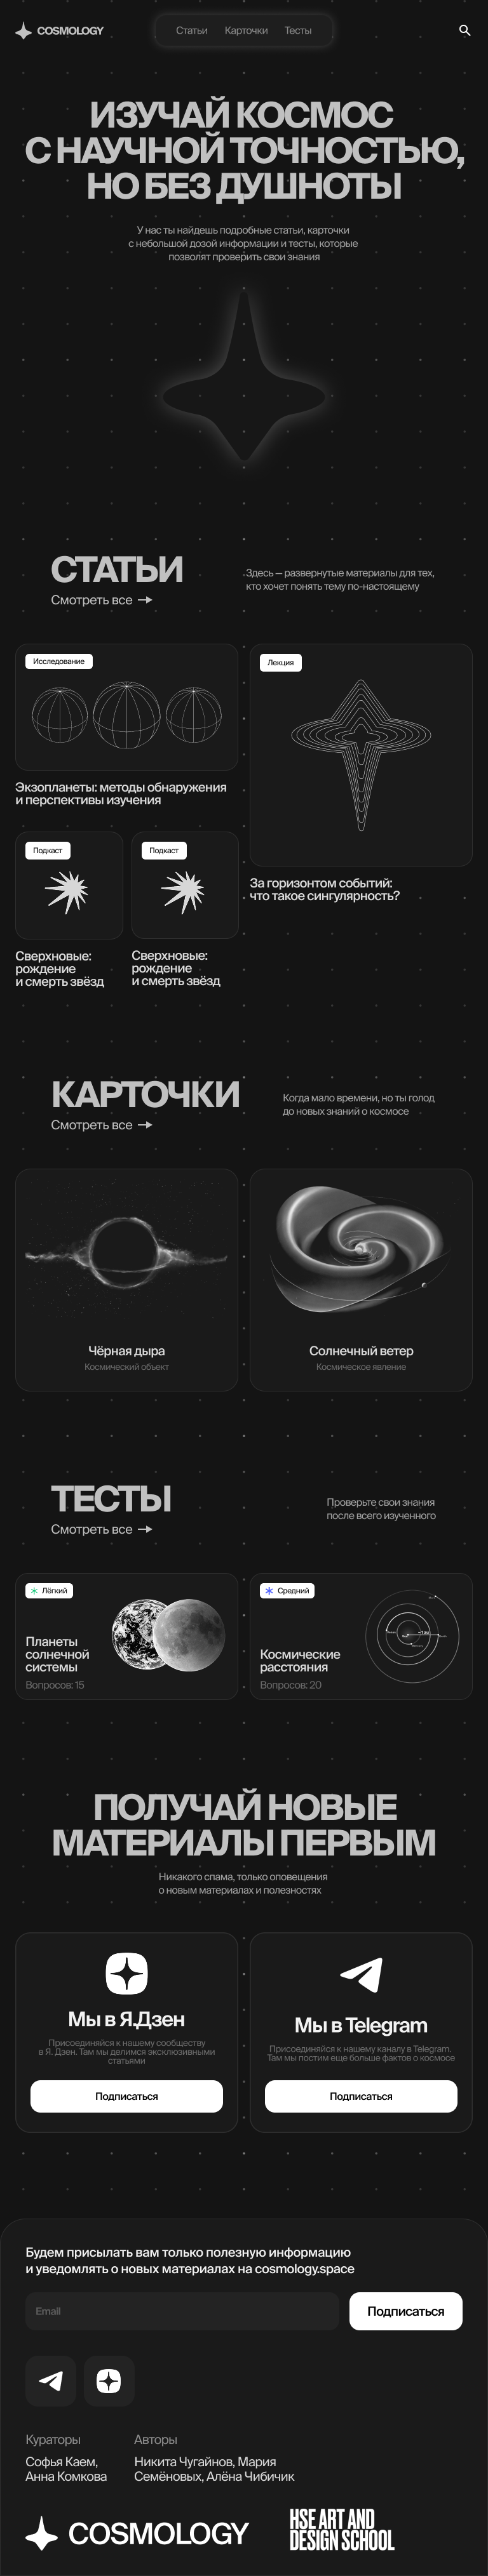 COSMOLOGY
Статьи Карточки Тесты
ИЗУЧАЙ КОСМОС
С НАУЧНОЙ ТОЧНОСТЬЮ,
НО БЕЗ ДУШНОТЫ
У нас ты найдешь подробные статьи, карточки
с небольшой дозой информации и тесты, которые
позволят проверить свои знания
СТАТЬИ
Смотреть все
Здесь — развернутые материалы для тех,
кто хочет понять тему по-настоящему
Исследование
Экзопланеты: методы обнаружения
и перспективы изучения
Лекция
За горизонтом событий:
что такое сингулярность?
Подкаст
Сверхновые:
рождение
и смерть звёзд
Подкаст
Сверхновые:
рождение
и смерть звёзд
КАРТОЧКИ
Смотреть все
Когда мало времени, но ты голод
до новых знаний о космосе
Чёрная дыра
Космический объект
Солнечный ветер
Космическое явление
ТЕСТЫ
Смотреть все
Проверьте свои знания
после всего изученного
Лёгкий
Планеты
солнечной
системы
Вопросов: 15
Средний
Космические
расстояния
Вопросов: 20
ПОЛУЧАЙ НОВЫЕ
МАТЕРИАЛЫ ПЕРВЫМ
Никакого спама, только оповещения
о новым материалах и полезностях
Мы в Я.Дзен
Присоединяйся к нашему сообществу
в Я. Дзен. Там мы делимся эксклюзивными
статьями
Подписаться
Мы в Telegram
Присоединяйся к нашему каналу в Telegram.
Там мы постим еще больше фактов о космосе
Подписаться
Будем присылать вам только полезную информацию
и уведомлять о новых материалах на cosmology.space
Email
Подписаться
Кураторы
Софья Каем,
Анна Комкова
Авторы
Никита Чугайнов, Мария
Семёновых, Алёна Чибичик
COSMOLOGY
HSE ART AND
DESIGN SCHOOL